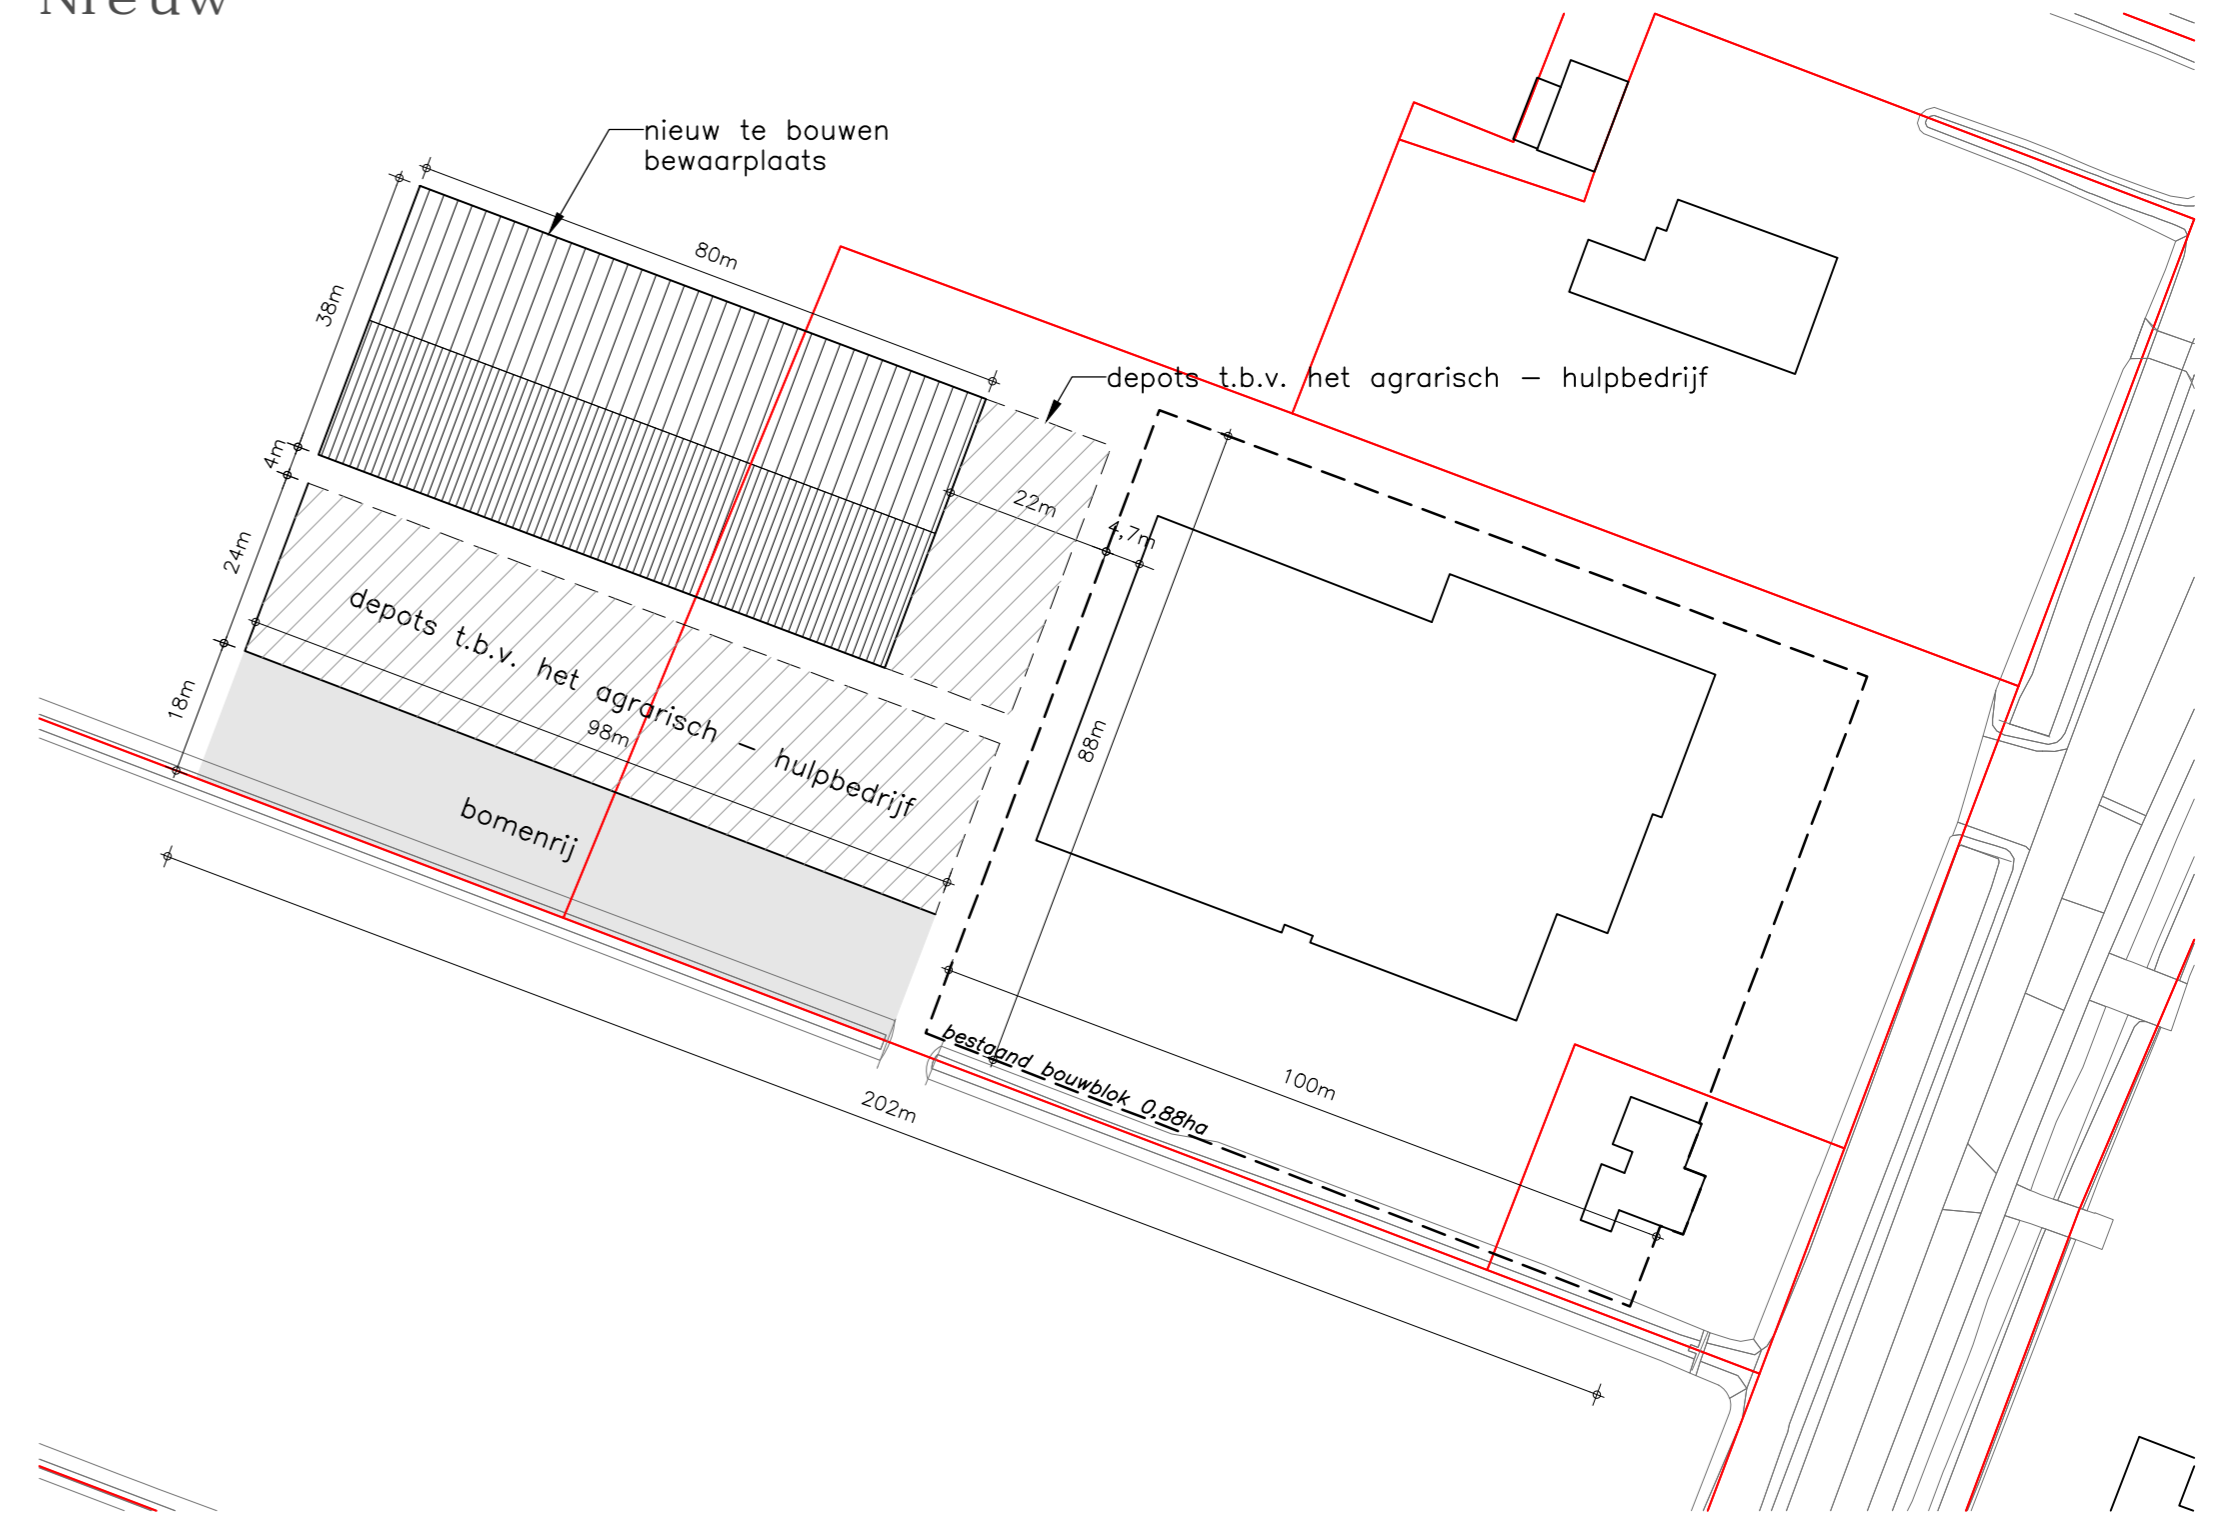 Nieuw
nieuw te bouwen
bewaarplaats
80m
38m
depots t.b.v. het agrarisch – hulpbedrijf
4m
22m
4,7m
24m
depots t.b.v. het agrarisch – hulpbedrijf
98m
88m
18m
bomenrij
bestaand bouwblok 0,88ha
100m
202m